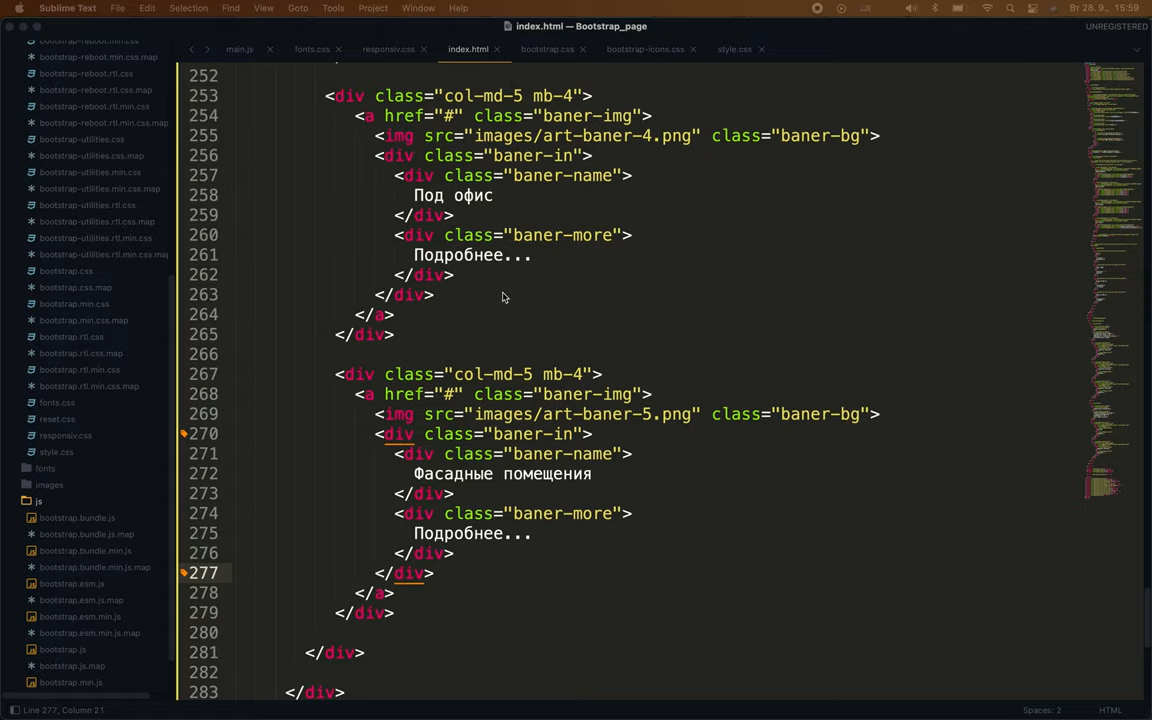 Sublime Text File Edit Selection Find View Goto Tools Project Window Help Вт 28. 9., 15:59
index.html — Bootstrap_page UNREGISTERED
main.js fonts.css responsiv.css index.html bootstrap.css bootstrap-icons.css style.css
bootstrap-reboot.min.css
bootstrap-reboot.min.css.map
bootstrap-reboot.rtl.css
bootstrap-reboot.rtl.css.map
bootstrap-reboot.rtl.min.css
bootstrap-reboot.rtl.min.css.map
bootstrap-utilities.css
bootstrap-utilities.css.map
bootstrap-utilities.min.css
bootstrap-utilities.min.css.map
bootstrap-utilities.rtl.css
bootstrap-utilities.rtl.css.map
bootstrap-utilities.rtl.min.css
bootstrap-utilities.rtl.min.css.map
bootstrap.css
bootstrap.css.map
bootstrap.min.css
bootstrap.min.css.map
bootstrap.rtl.css
bootstrap.rtl.css.map
bootstrap.rtl.min.css
bootstrap.rtl.min.css.map
fonts.css
reset.css
responsiv.css
style.css
fonts
images
js
bootstrap.bundle.js
bootstrap.bundle.js.map
bootstrap.bundle.min.js
bootstrap.bundle.min.js.map
bootstrap.esm.js
bootstrap.esm.js.map
bootstrap.esm.min.js
bootstrap.esm.min.js.map
bootstrap.js
bootstrap.js.map
bootstrap.min.js
252
253 <div class="col-md-5 mb-4">
254 <a href="#" class="baner-img">
255 <img src="images/art-baner-4.png" class="baner-bg">
256 <div class="baner-in">
257 <div class="baner-name">
258 Под офис
259 </div>
260 <div class="baner-more">
261 Подробнее...
262 </div>
263 </div>
264 </a>
265 </div>
266
267 <div class="col-md-5 mb-4">
268 <a href="#" class="baner-img">
269 <img src="images/art-baner-5.png" class="baner-bg">
270 <div class="baner-in">
271 <div class="baner-name">
272 Фасадные помещения
273 </div>
274 <div class="baner-more">
275 Подробнее...
276 </div>
277 </div>
278 </a>
279 </div>
280
281 </div>
282
283 </div>
Line 277, Column 21 Spaces: 2 HTML